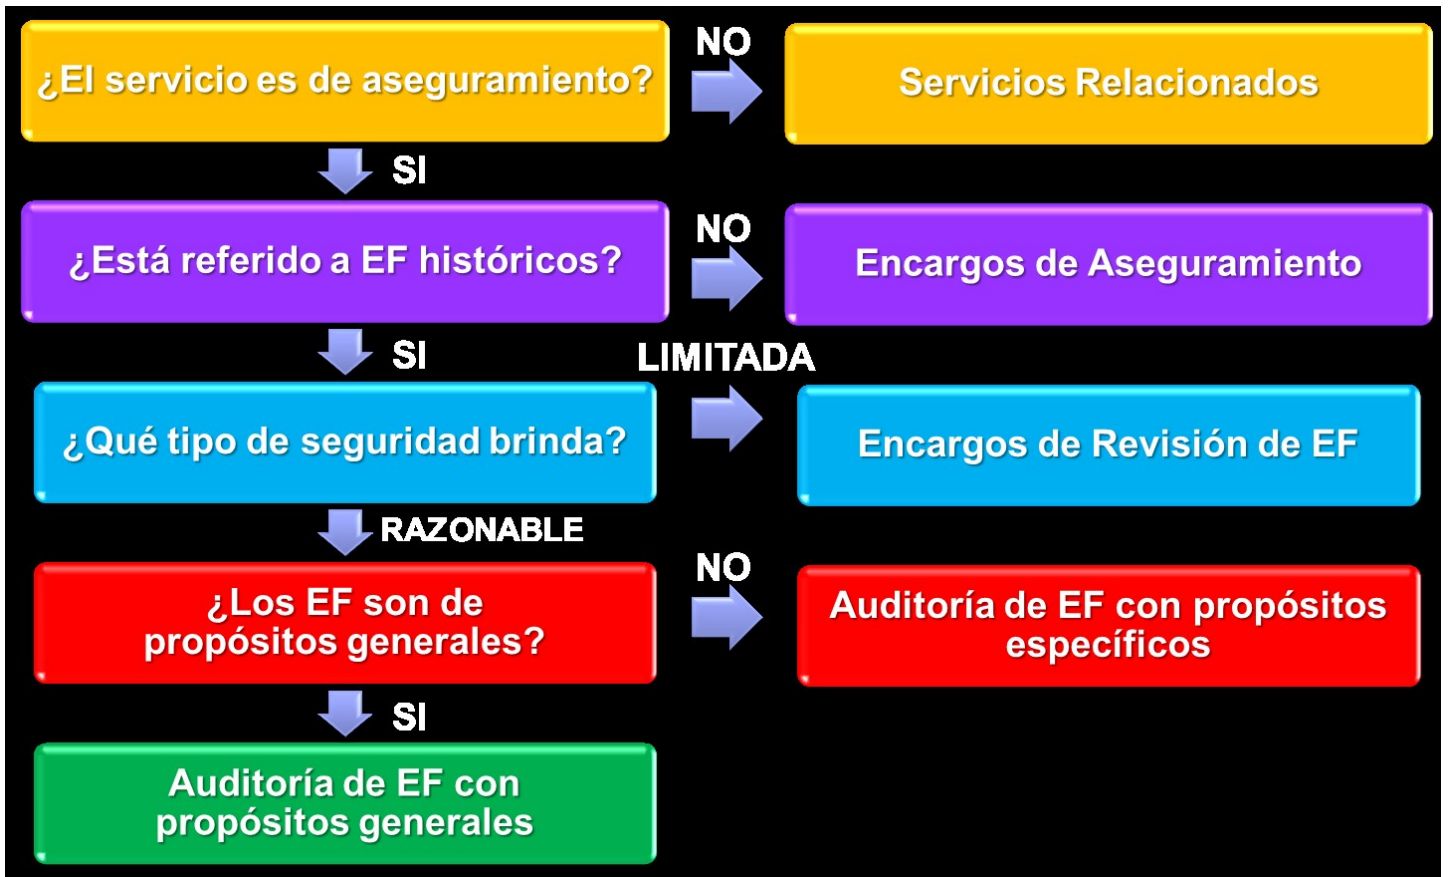 ¿El servicio es de aseguramiento?
NO
Servicios Relacionados
SI
¿Está referido a EF históricos?
NO
Encargos de Aseguramiento
SI
LIMITADA
¿Qué tipo de seguridad brinda?
Encargos de Revisión de EF
RAZONABLE
¿Los EF son de
propósitos generales?
NO
Auditoría de EF con propósitos
específicos
SI
Auditoría de EF con
propósitos generales